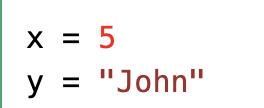 x = 5
y = "John"